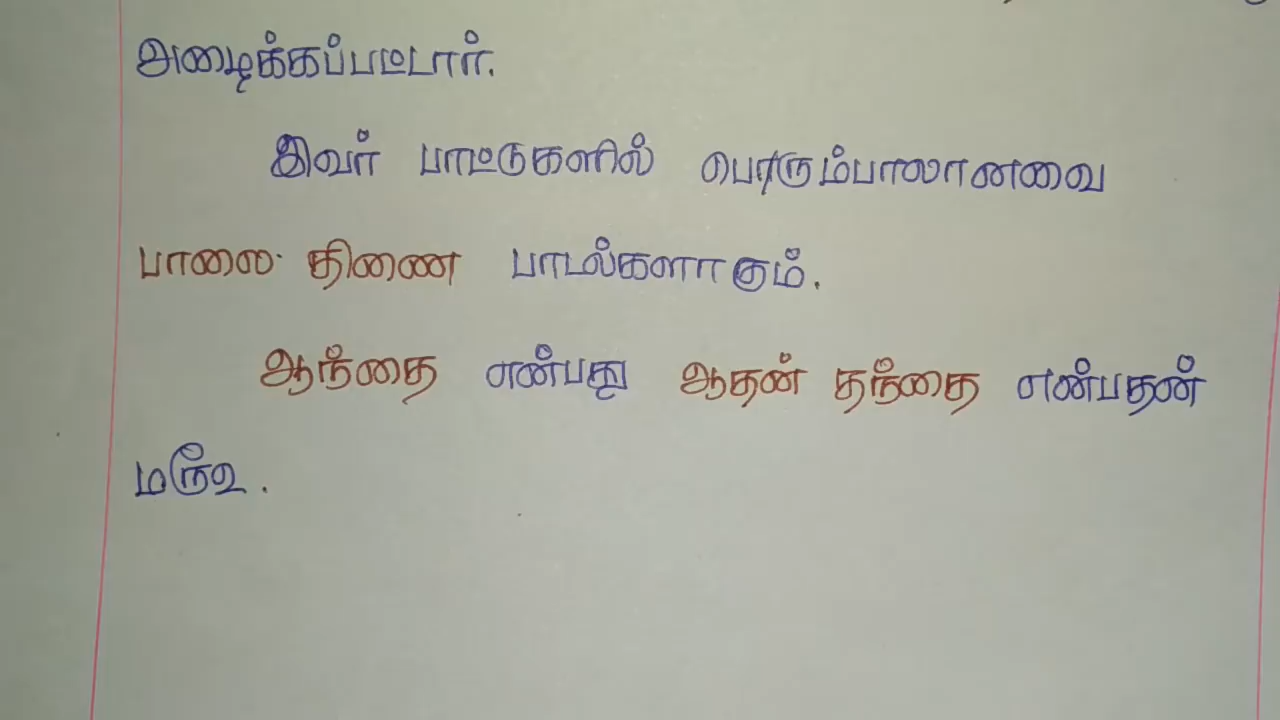 அழைக்கப்பட்டார்.
இவர் பாட்டுகளில் பெரும்பாலானவை
பாலை திணை பாடல்களாகும்.
ஆந்தை என்பது ஆதன் தந்தை என்பதன்
மரூஉ.